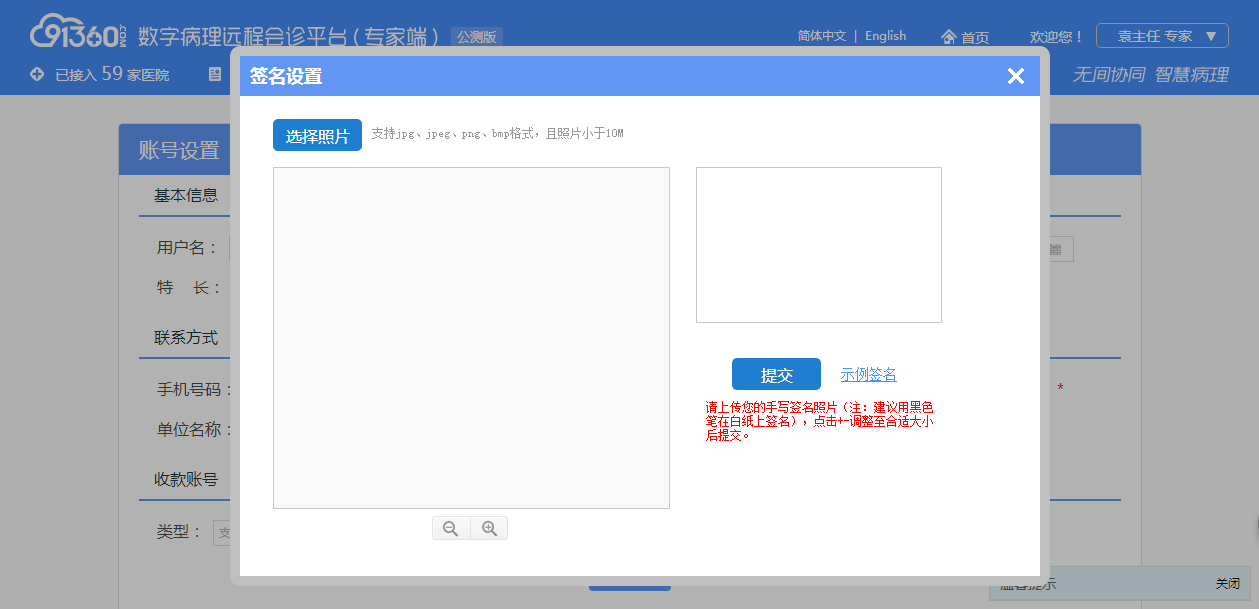 91360.COM 数字病理远程会诊平台(专家端) 公测版
简体中文 | English 首页 欢迎您！ 袁主任 专家 ▼
已接入 59 家医院
无间协同 智慧病理
签名设置
选择照片 支持jpg、jpeg、png、bmp格式，且照片小于10M
提交 示例签名
请上传您的手写签名照片（注：建议用黑色
笔在白纸上签名），点击+-调整至合适大小
后提交。
账号设置
基本信息
用户名：
特 长：
联系方式
手机号码：
*
单位名称：
收款账号
类型： 支
温馨提示 关闭